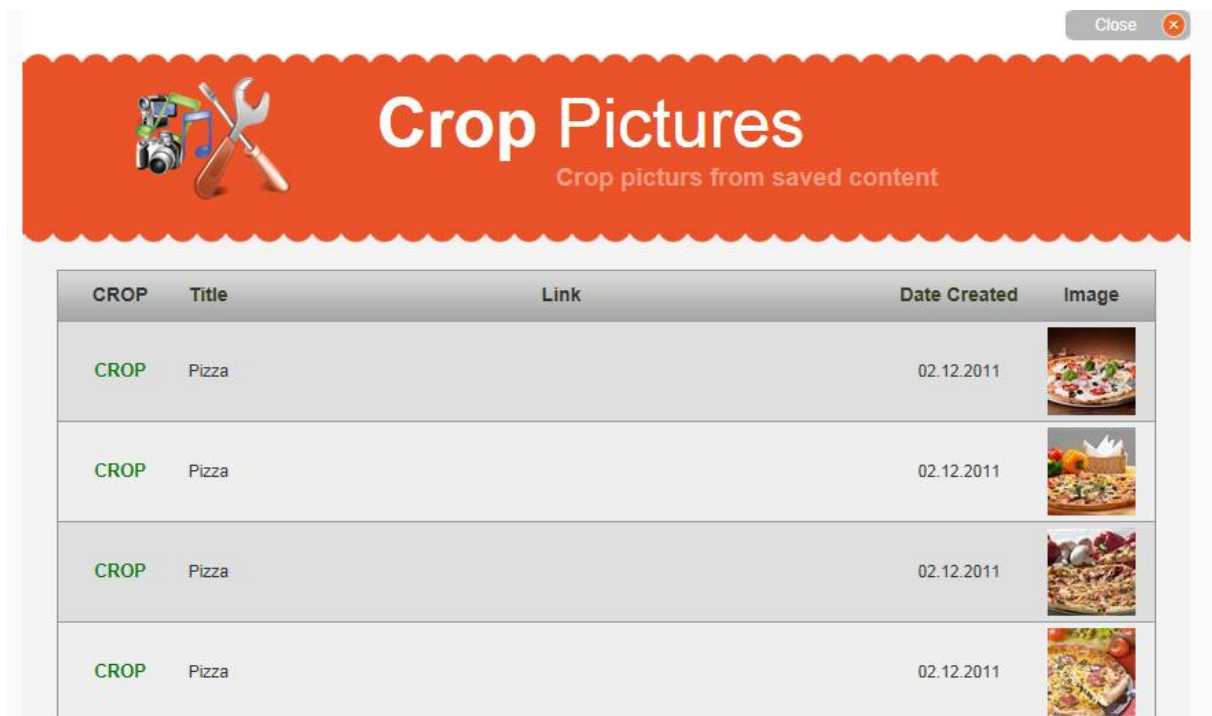 Close
Crop Pictures
Crop picturs from saved content
CROP Title Link Date Created Image
CROP Pizza 02.12.2011
CROP Pizza 02.12.2011
CROP Pizza 02.12.2011
CROP Pizza 02.12.2011